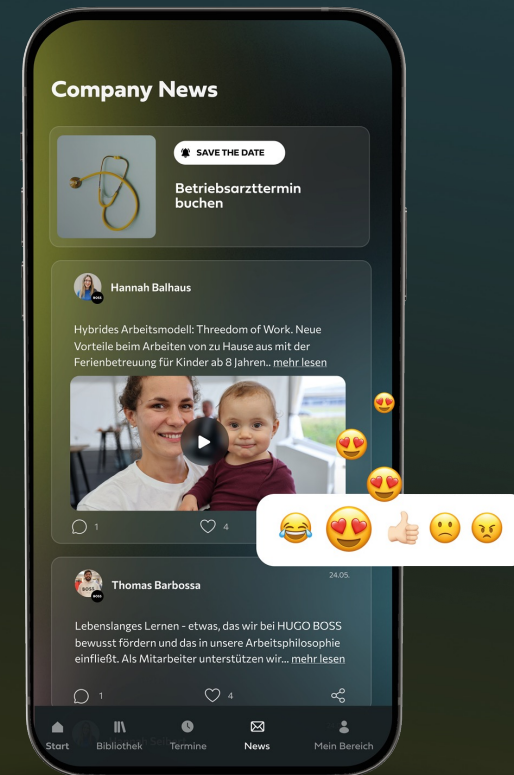 Company News
SAVE THE DATE
Betriebsarzttermin
buchen
Hannah Balhaus
Hybrides Arbeitsmodell: Threedom of Work. Neue
Vorteile beim Arbeiten von zu Hause aus mit der
Ferienbetreuung für Kinder ab 8 Jahren.. mehr lesen
1
4
Thomas Barbossa
24.05.
Lebenslanges Lernen - etwas, das wir bei HUGO BOSS
bewusst fördern und das in unsere Arbeitsphilosophie
einfließt. Als Mitarbeiter unterstützen wir... mehr lesen
1
4
Start
Bibliothek
Termine
News
Mein Bereich
BOSS
BOSS